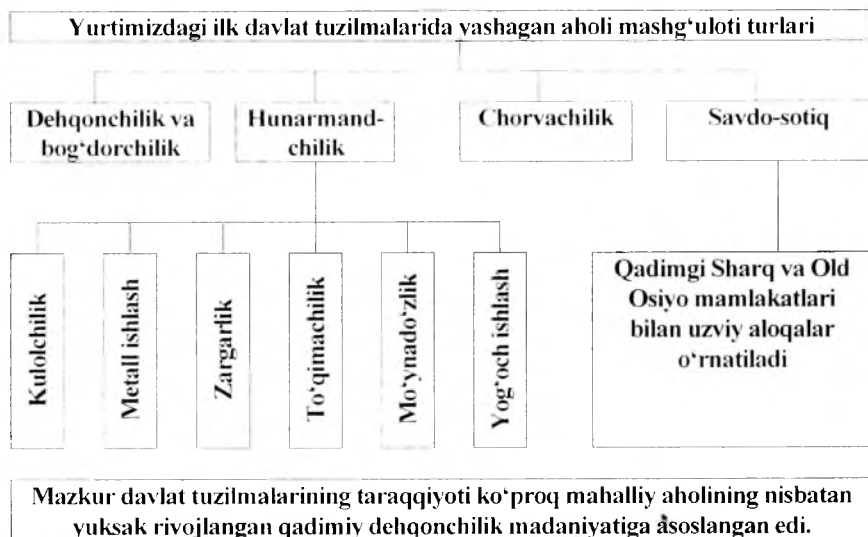 Yurtimizdagi ilk davlat tuzilmalarida yashagan aholi mashg‘uloti turlari
Dehqonchilik va
bog‘dorchilik
Hunarmand-
chilik
Chorvachilik
Savdo-sotiq
Kulolchilik
Metall ishlash
Zargarlik
To‘qimachilik
Mo‘ynado‘zlik
Yog‘och ishlash
Qadimgi Sharq va Old
Osiyo mamlakatlari
bilan uzviy aloqalar
o‘rnatiladi
Mazkur davlat tuzilmalarining taraqqiyoti ko‘proq mahalliy aholining nisbatan
yuksak rivojlangan qadimiy dehqonchilik madaniyatiga asoslangan edi.